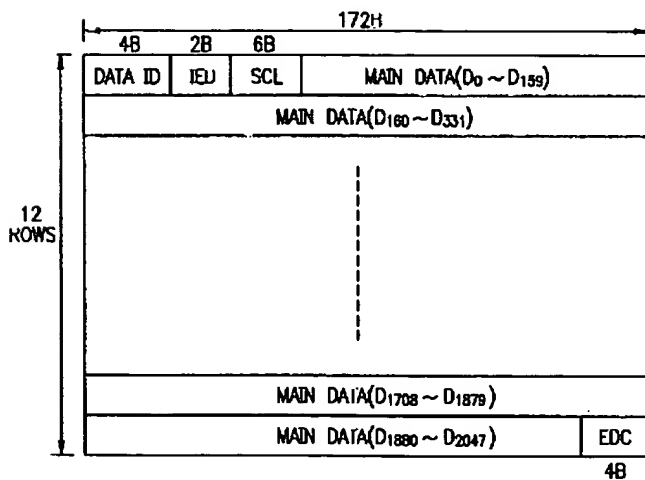 172B
4B 2B 6B
DATA ID IED SCL MAIN DATA(D0~D159)
MAIN DATA(D160~D331)
12
ROWS
MAIN DATA(D1708~D1879)
MAIN DATA(D1880~D2047) EDC
4B